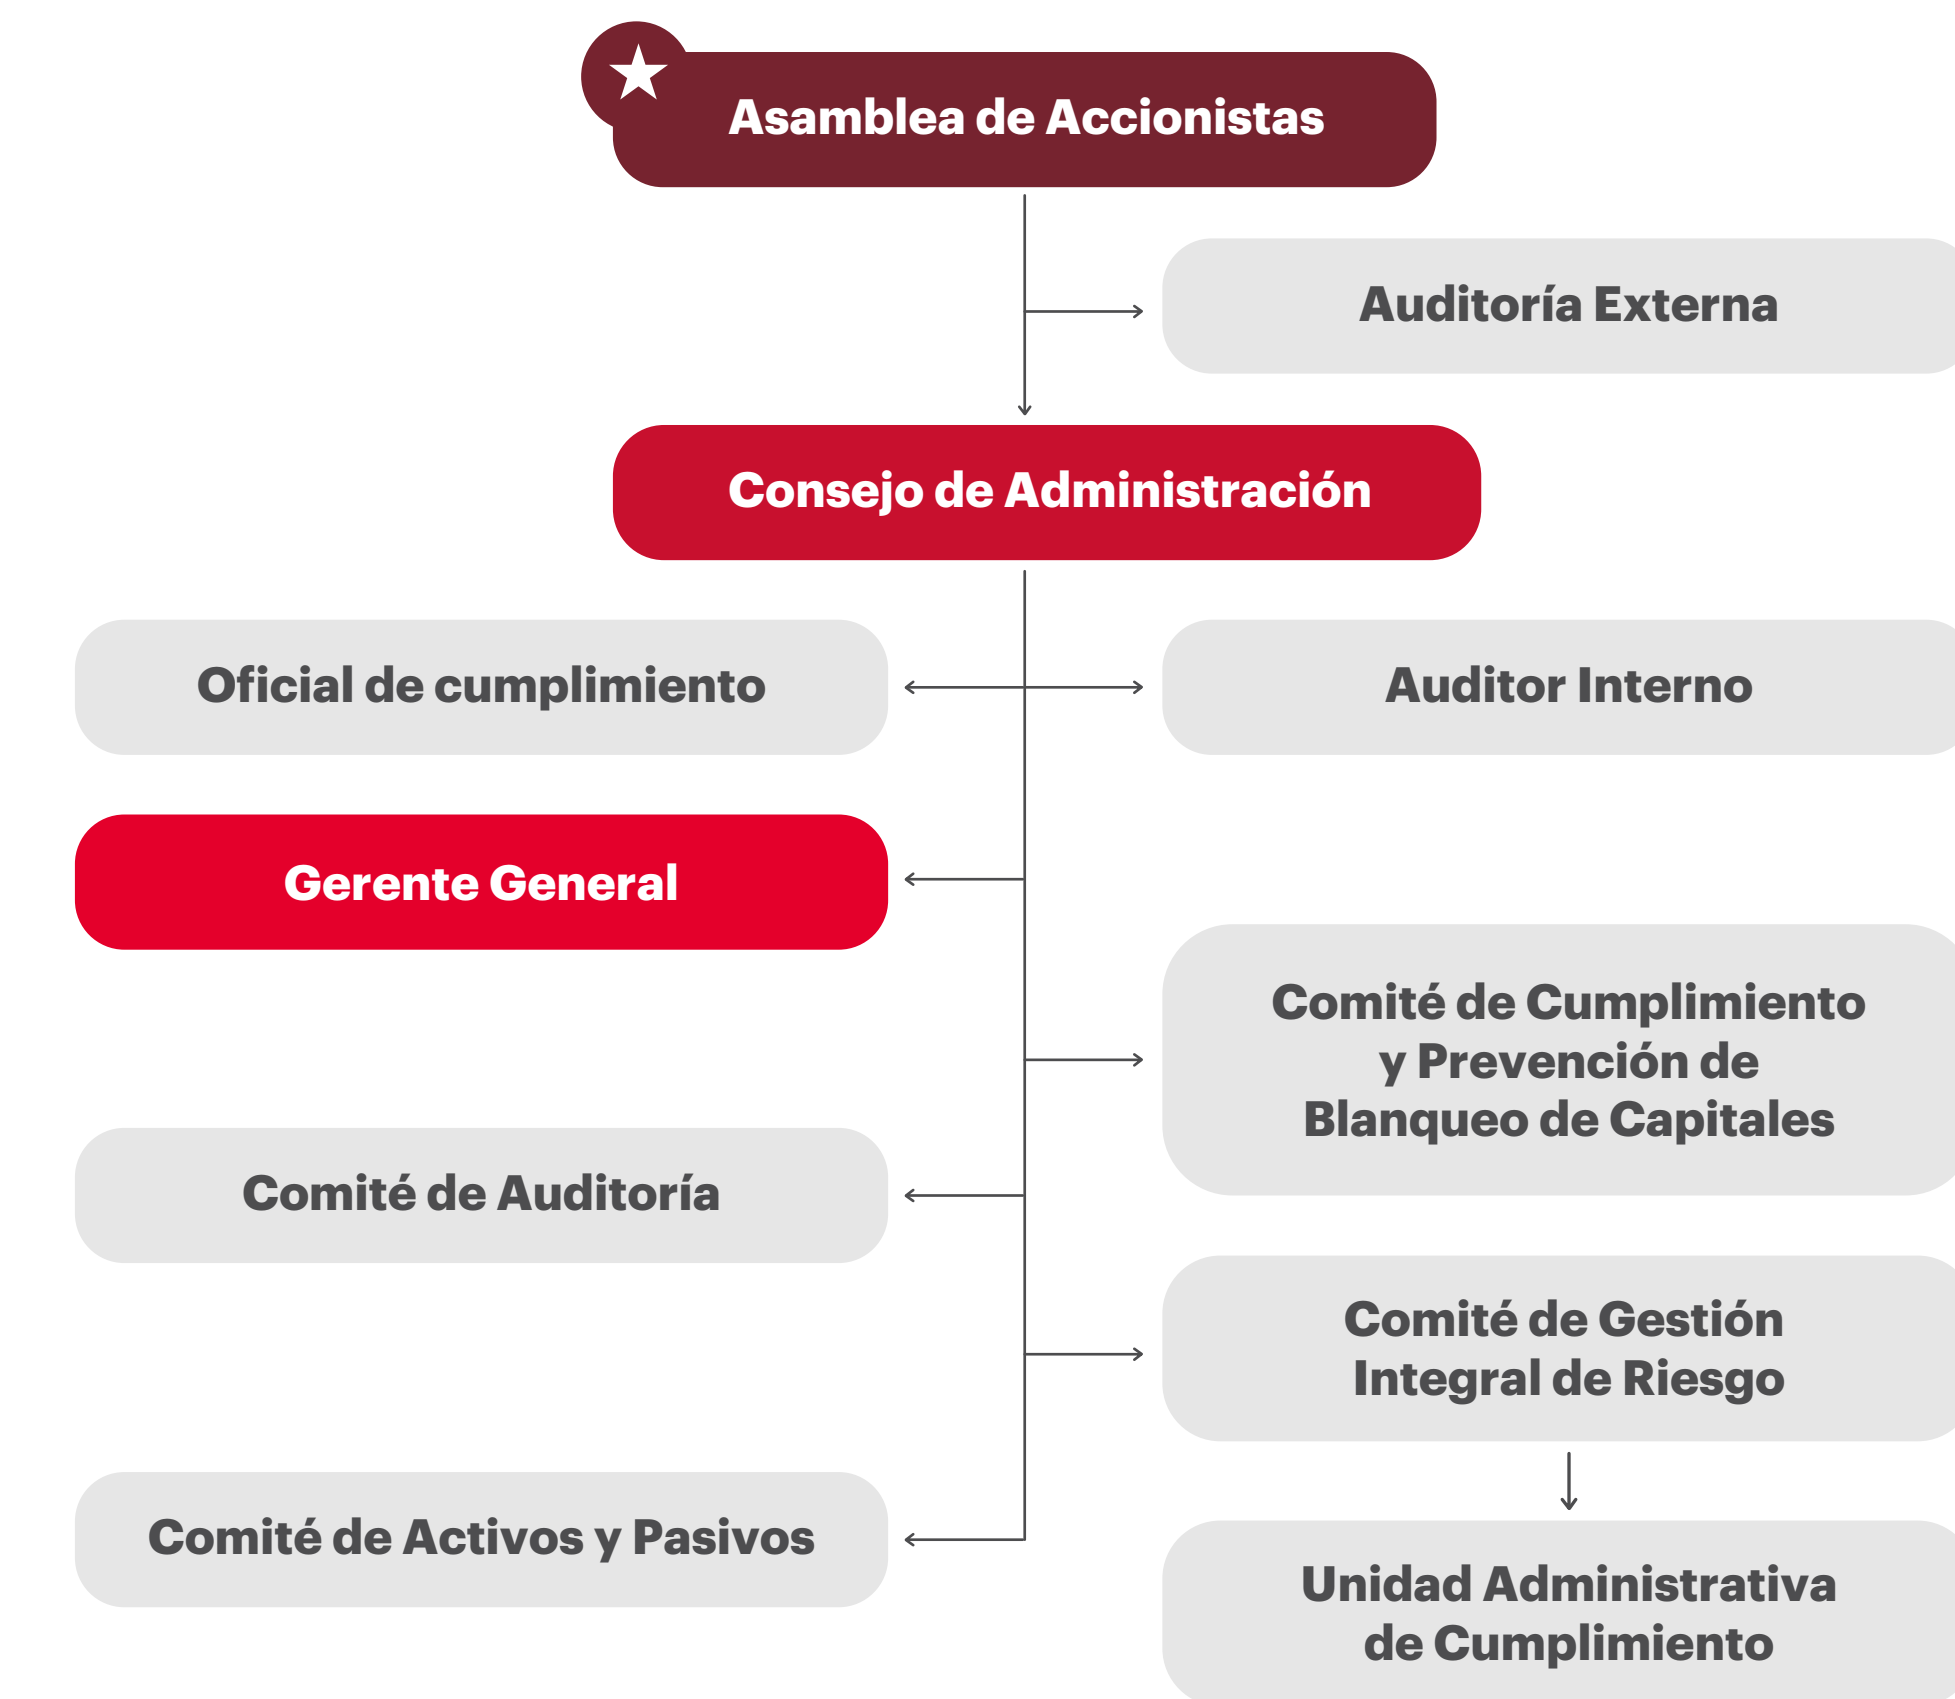 Asamblea de Accionistas
Auditoría Externa
Consejo de Administración
Oficial de cumplimiento
Auditor Interno
Gerente General
Comité de Cumplimiento
y Prevención de
Blanqueo de Capitales
Comité de Auditoría
Comité de Gestión
Integral de Riesgo
Comité de Activos y Pasivos
Unidad Administrativa
de Cumplimiento